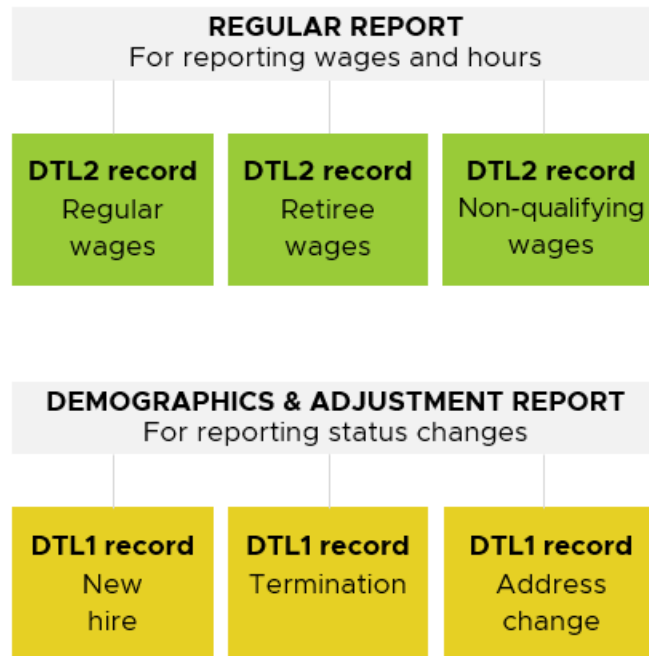 REGULAR REPORT
For reporting wages and hours
DTL2 record
Regular
wages
DTL2 record
Retiree
wages
DTL2 record
Non-qualifying
wages
DEMOGRAPHICS & ADJUSTMENT REPORT
For reporting status changes
DTL1 record
New
hire
DTL1 record
Termination
DTL1 record
Address
change